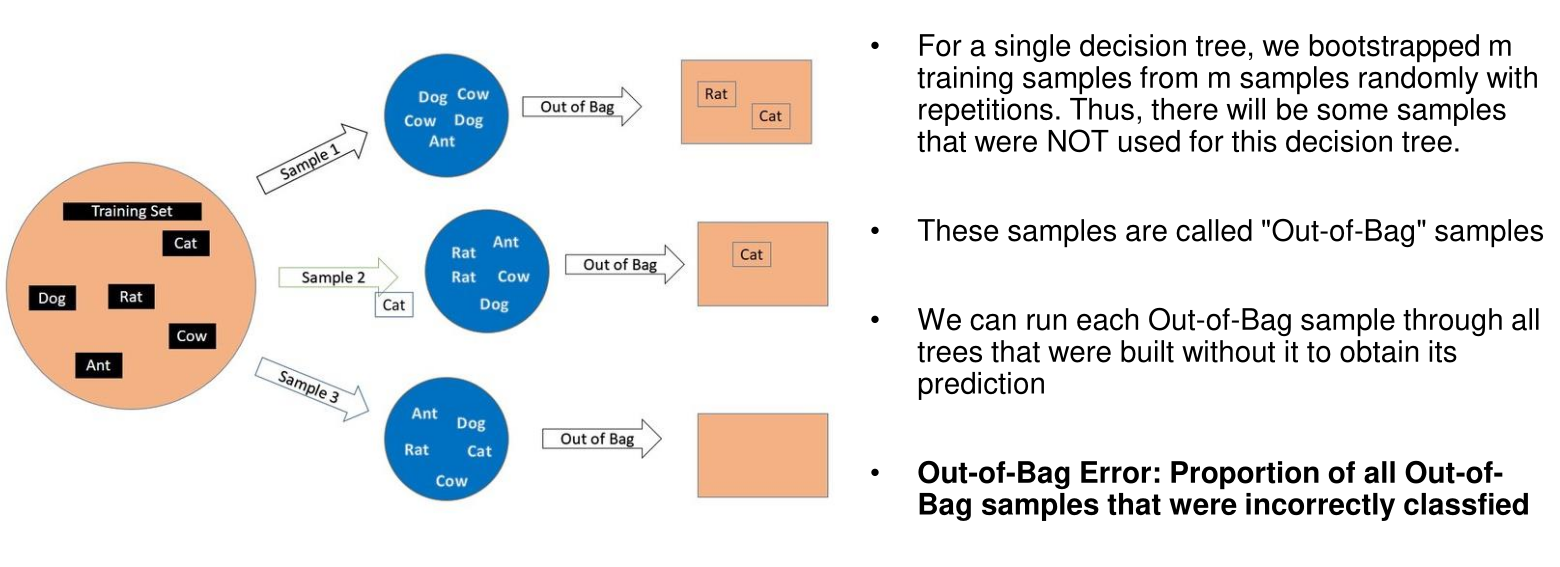 Training Set
Cat
Dog
Rat
Cow
Ant
Sample 1
Dog Cow
Cow Dog
Ant
Out of Bag
Rat
Cat
Sample 2
Cat
Rat Ant
Rat Cow
Dog
Out of Bag
Cat
Sample 3
Ant Dog
Rat Cat
Cow
Out of Bag
• For a single decision tree, we bootstrapped m
training samples from m samples randomly with
repetitions. Thus, there will be some samples
that were NOT used for this decision tree.
• These samples are called "Out-of-Bag" samples
• We can run each Out-of-Bag sample through all
trees that were built without it to obtain its
prediction
• Out-of-Bag Error: Proportion of all Out-of-
Bag samples that were incorrectly classfied